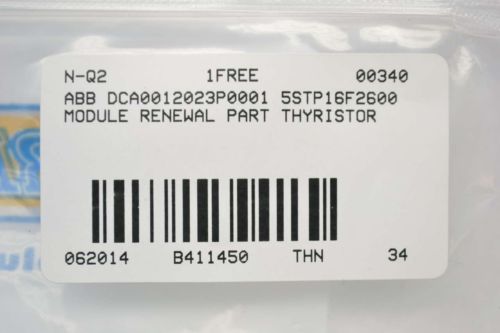 N-Q2 1FREE 00340
ABB DCA0012023P0001 5STP16F2600
MODULE RENEWAL PART THYRISTOR
062014 B411450 THN 34